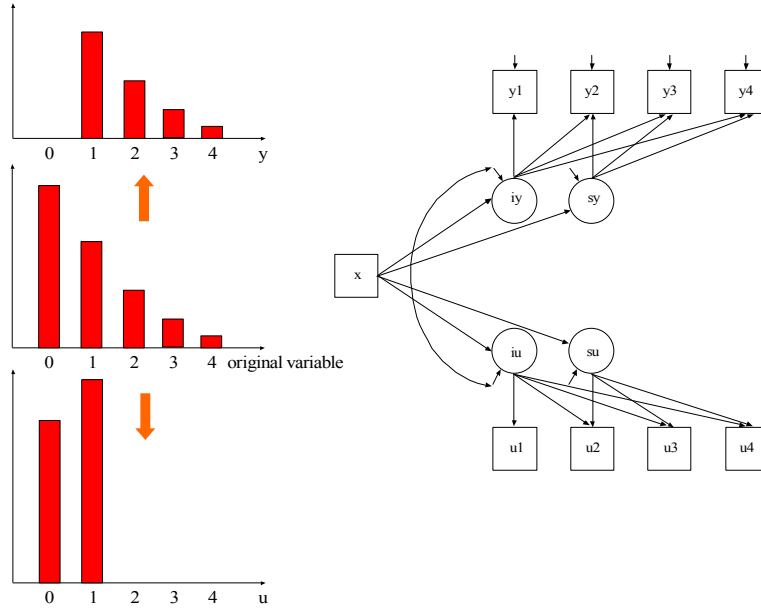 0 1 2 3 4 y
0 1 2 3 4 original variable
0 1 2 3 4 u
y1 y2 y3 y4
iy sy
x
iu su
u1 u2 u3 u4